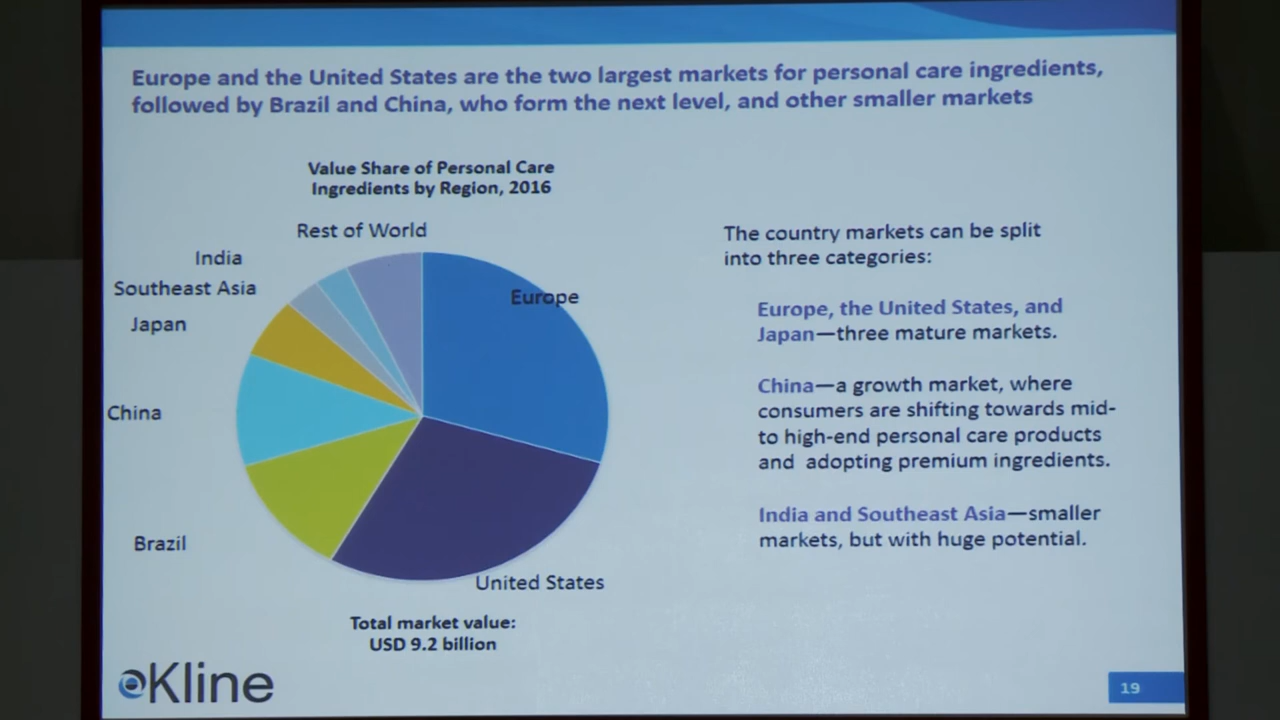 Europe and the United States are the two largest markets for personal care ingredients,
followed by Brazil and China, who form the next level, and other smaller markets
Value Share of Personal Care
Ingredients by Region, 2016
Rest of World
India
Southeast Asia
Japan
China
Brazil
Europe
United States
Total market value:
USD 9.2 billion
The country markets can be split
into three categories:
Europe, the United States, and
Japan—three mature markets.
China—a growth market, where
consumers are shifting towards mid-
to high-end personal care products
and adopting premium ingredients.
India and Southeast Asia—smaller
markets, but with huge potential.
Kline
19